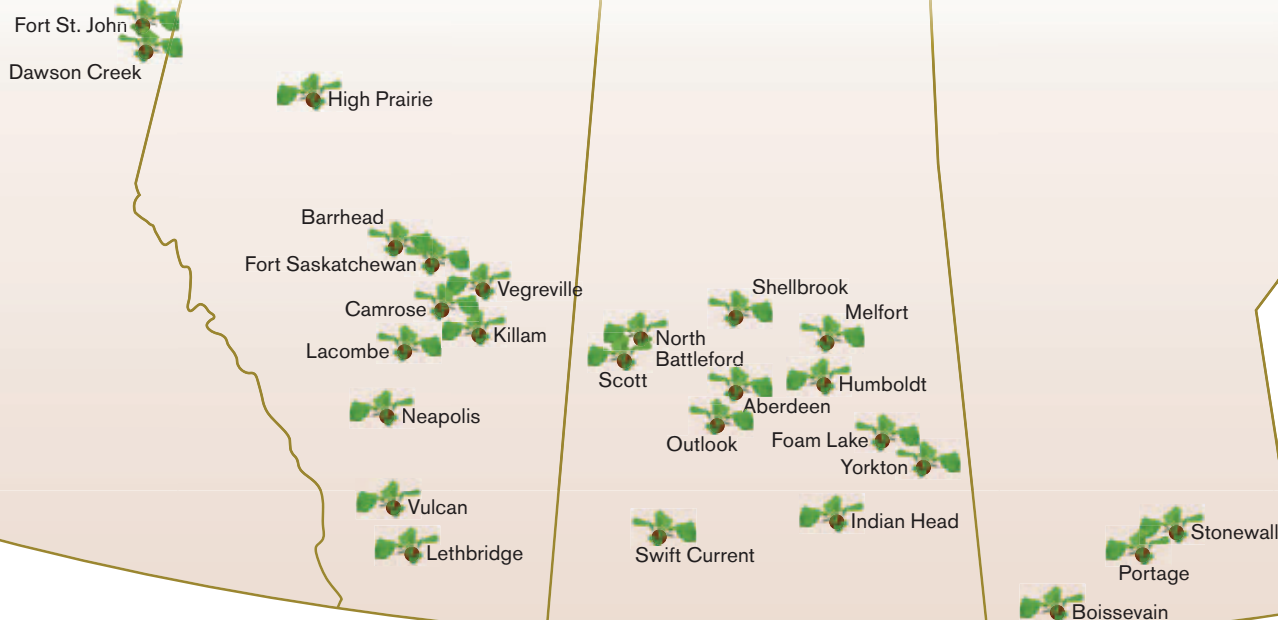 Fort St. John
Dawson Creek
High Prairie
Barrhead
Fort Saskatchewan
Vegreville
Camrose
Killam
Lacombe
Neapolis
Vulcan
Lethbridge
Shellbrook
Melfort
North
Battleford
Scott
Humboldt
Aberdeen
Outlook
Foam Lake
Yorkton
Indian Head
Swift Current
Stonewall
Portage
Boissevain